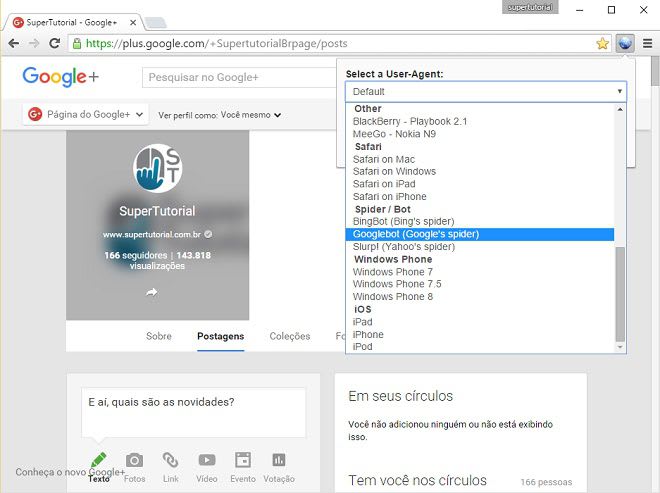 supertutorial
SuperTutorial - Google+
https://plus.google.com/+SupertutorialBrpage/posts
Google+
Pesquisar no Google+
Página do Google+
Ver perfil como: Você mesmo
Select a User-Agent:
Default
Other
BlackBerry - Playbook 2.1
MeeGo - Nokia N9
Safari
Safari on Mac
Safari on Windows
Safari on iPad
Safari on iPhone
Spider / Bot
BingBot (Bing's spider)
Googlebot (Google's spider)
Slurp! (Yahoo's spider)
Windows Phone
Windows Phone 7
Windows Phone 7.5
Windows Phone 8
iOS
iPad
iPhone
iPod
S
T
SuperTutorial
www.supertutorial.com.br
166 seguidores | 143.818
visualizações
Sobre Postagens Coleções
E aí, quais são as novidades?
Texto Fotos Link Vídeo Evento Votação
Conheça o novo Google+
Em seus círculos
Você não adicionou ninguém ou não está exibindo
isso.
Tem você nos círculos 166 pessoas